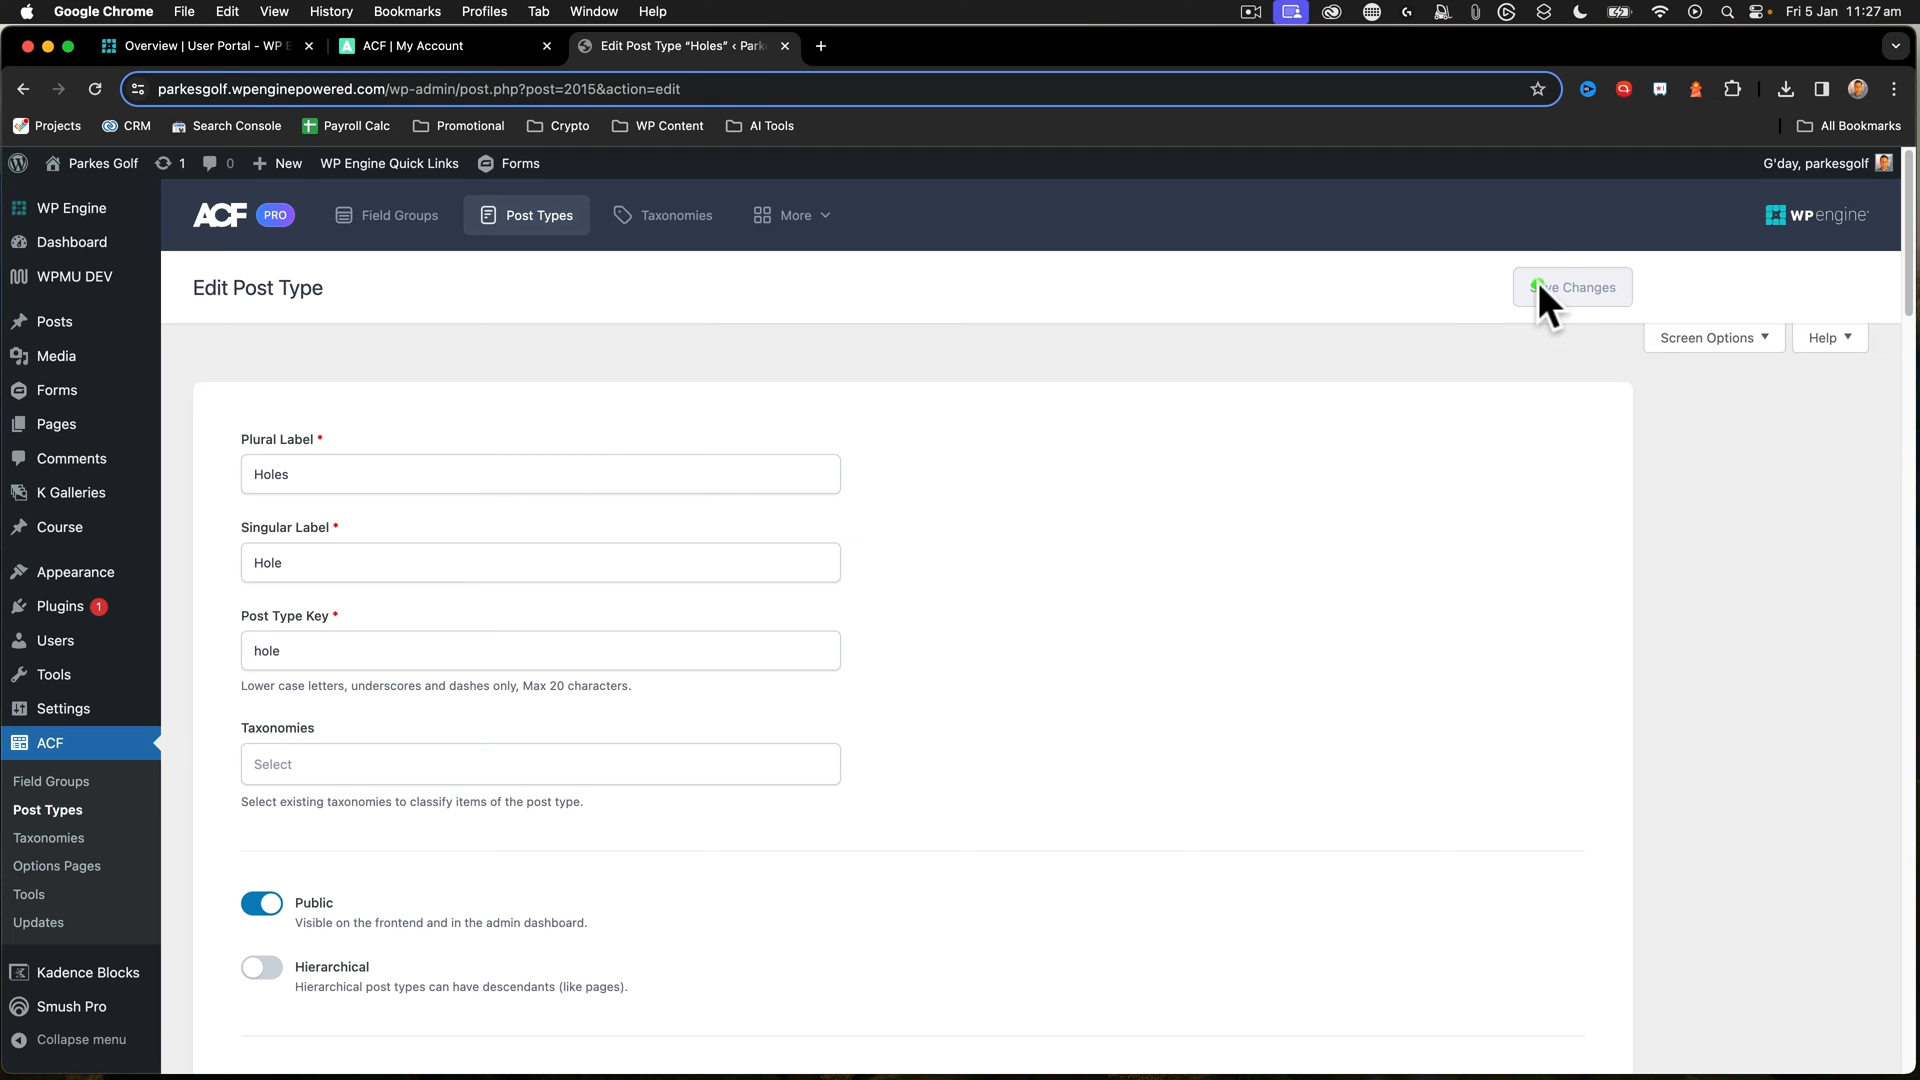 Google Chrome File Edit View History Bookmarks Profiles Tab Window Help Fri 5 Jan 11:27 am
Overview | User Portal - WP E ACF | My Account Edit Post Type "Holes" ‹ Park
parkesgolf.wpenginepowered.com/wp-admin/post.php?post=2015&action=edit
Projects CRM Search Console Payroll Calc Promotional Crypto WP Content AI Tools All Bookmarks
Parkes Golf 1 0 New WP Engine Quick Links Forms G'day, parkesgolf
WP Engine
Dashboard
WPMU DEV
Posts
Media
Forms
Pages
Comments
K Galleries
Course
Appearance
Plugins 1
Users
Tools
Settings
ACF
Field Groups
Post Types
Taxonomies
Options Pages
Tools
Updates
Kadence Blocks
Smush Pro
Collapse menu
ACF PRO Field Groups Post Types Taxonomies More WP engine
Edit Post Type
Changes
Screen Options Help
Plural Label *
Holes
Singular Label *
Hole
Post Type Key *
hole
Lower case letters, underscores and dashes only, Max 20 characters.
Taxonomies
Select
Select existing taxonomies to classify items of the post type.
Public
Visible on the frontend and in the admin dashboard.
Hierarchical
Hierarchical post types can have descendants (like pages).